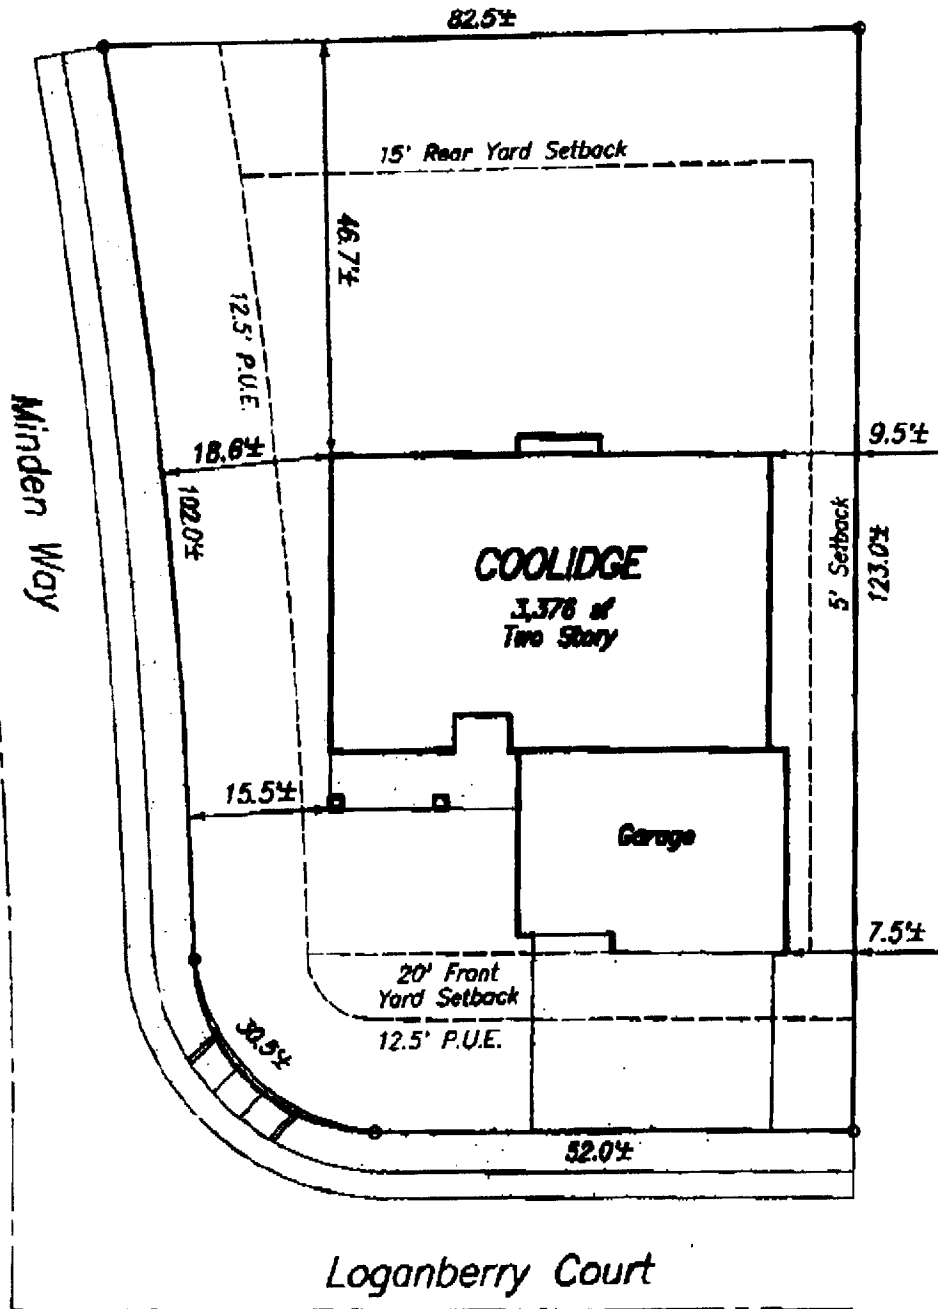 82.5'±
15' Rear Yard Setback
46.7'±
12.5' P.U.E.
Minden Way
18.6'±
102.0'±
9.5'±
5' Setback
123.0'±
COOLIDGE
3,376 sf
Two Story
15.5'±
Garage
7.5'±
20' Front
Yard Setback
12.5' P.U.E.
30.5'±
52.0'±
Loganberry Court